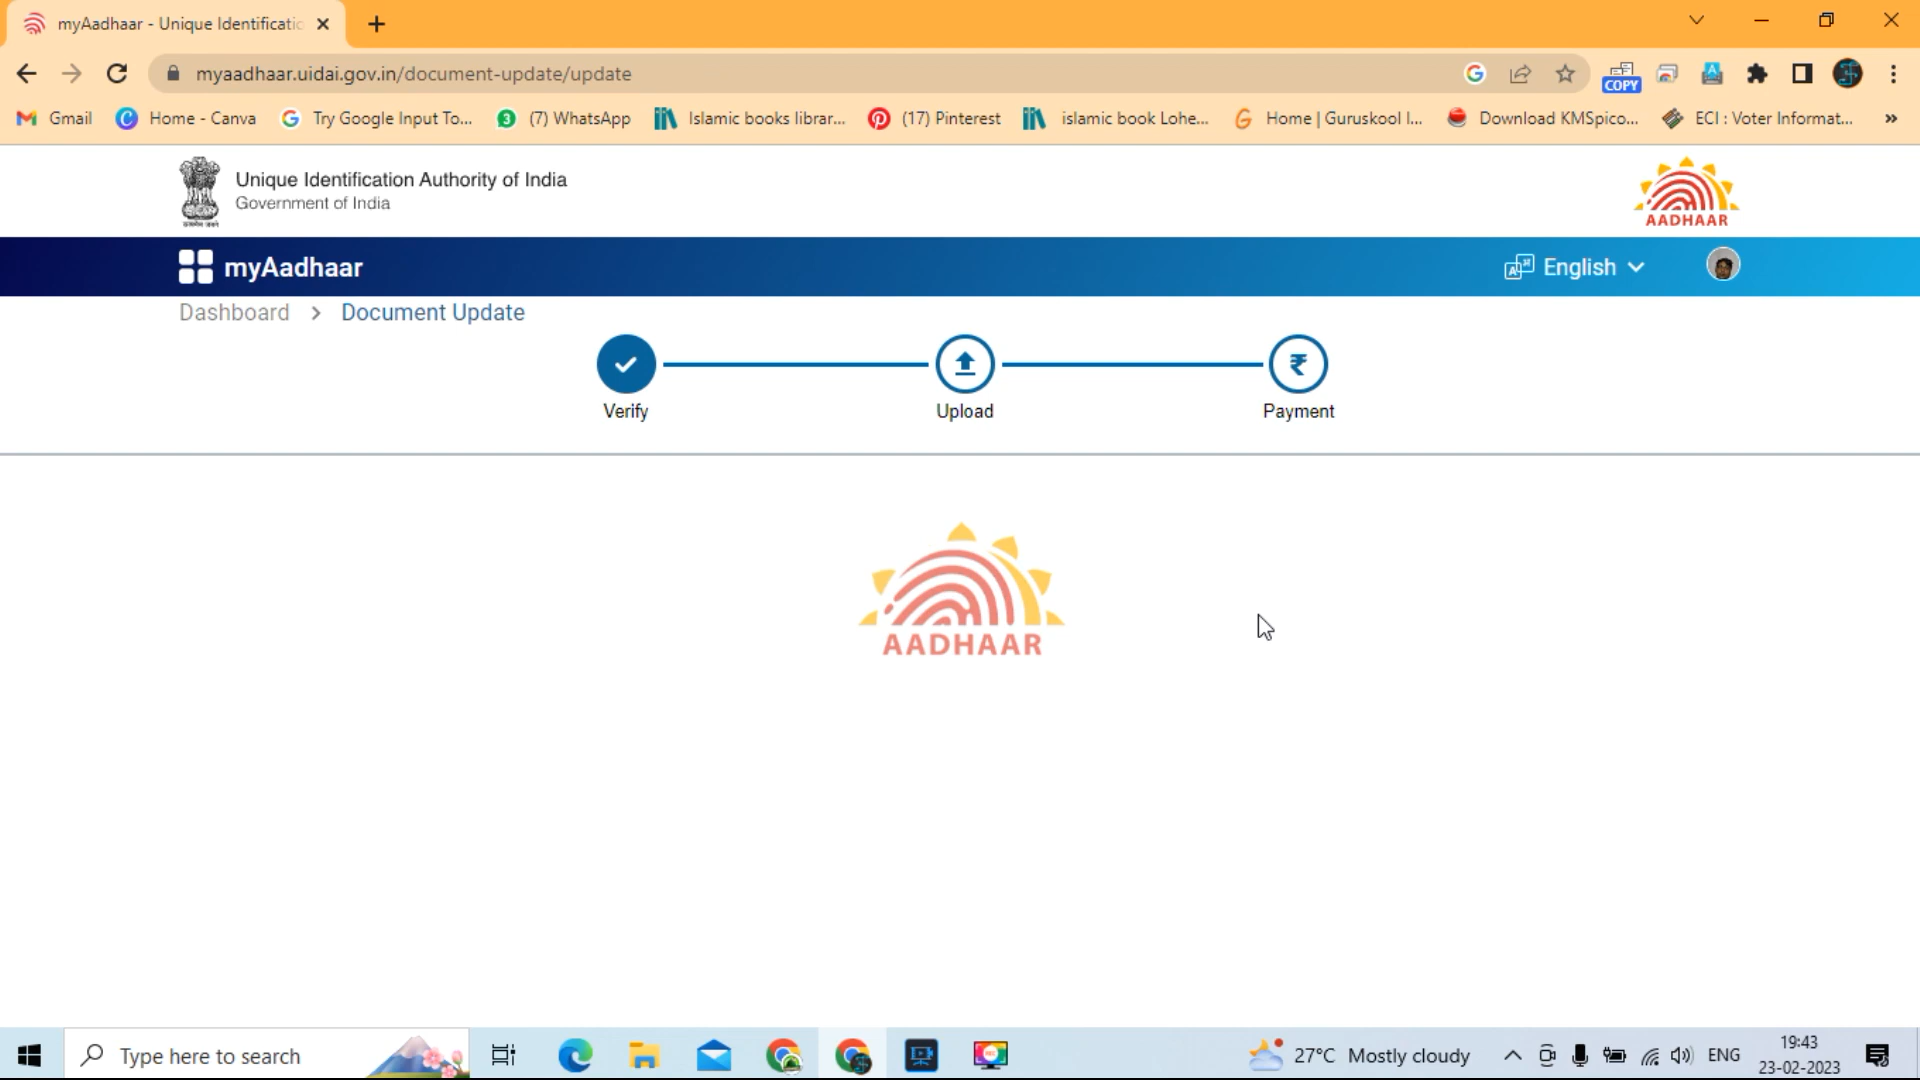 myAadhaar - Unique Identificatio
myaadhaar.uidai.gov.in/document-update/update
COPY
Gmail
Home - Canva
Try Google Input To...
(7) WhatsApp
Islamic books librar...
(17) Pinterest
islamic book Lohe...
Home | Guruskool I...
Download KMSpico...
ECI : Voter Informat...
Unique Identification Authority of India
Government of India
AADHAAR
myAadhaar
English
Dashboard > Document Update
Verify
Upload
Payment
AADHAAR
Type here to search
27°C Mostly cloudy
ENG
19:43
23-02-2023